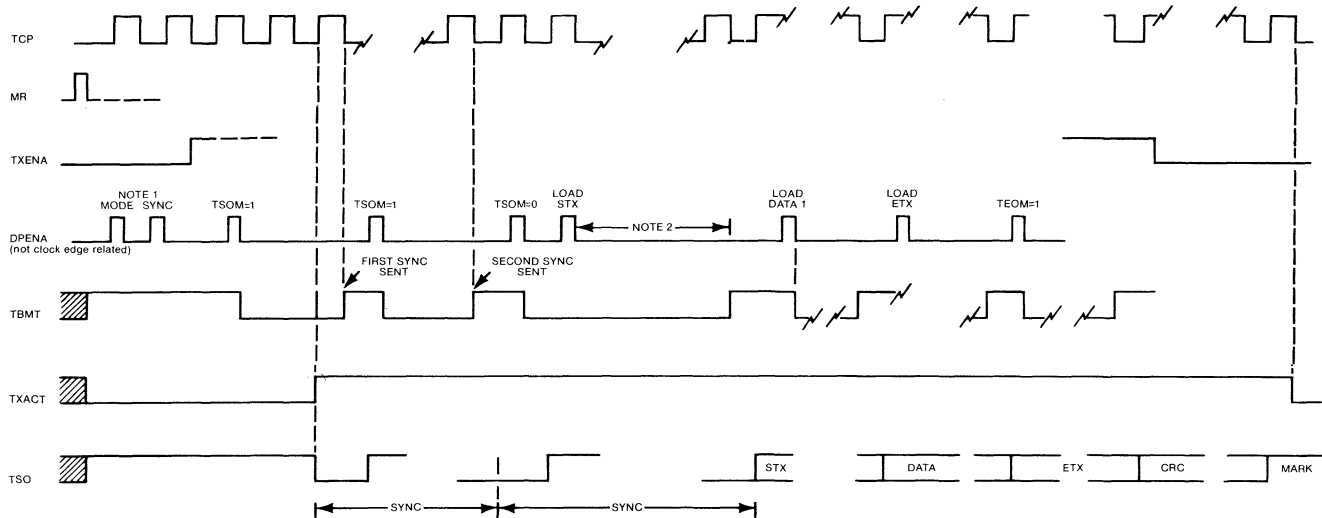 TCP
MR
TXENA
NOTE 1
MODE SYNC
TSOM=1
TSOM=1
TSOM=0
LOAD
STX
NOTE 2
LOAD
DATA 1
LOAD
ETX
TEOM=1
DPENA
(not clock edge related)
FIRST SYNC
SENT
SECOND SYNC
SENT
TBMT
TXACT
TSO
STX
DATA
ETX
CRC
MARK
SYNC
SYNC